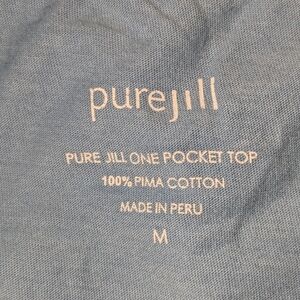 purejill
PURE JILL ONE POCKET TOP
100% PIMA COTTON
MADE IN PERU
M